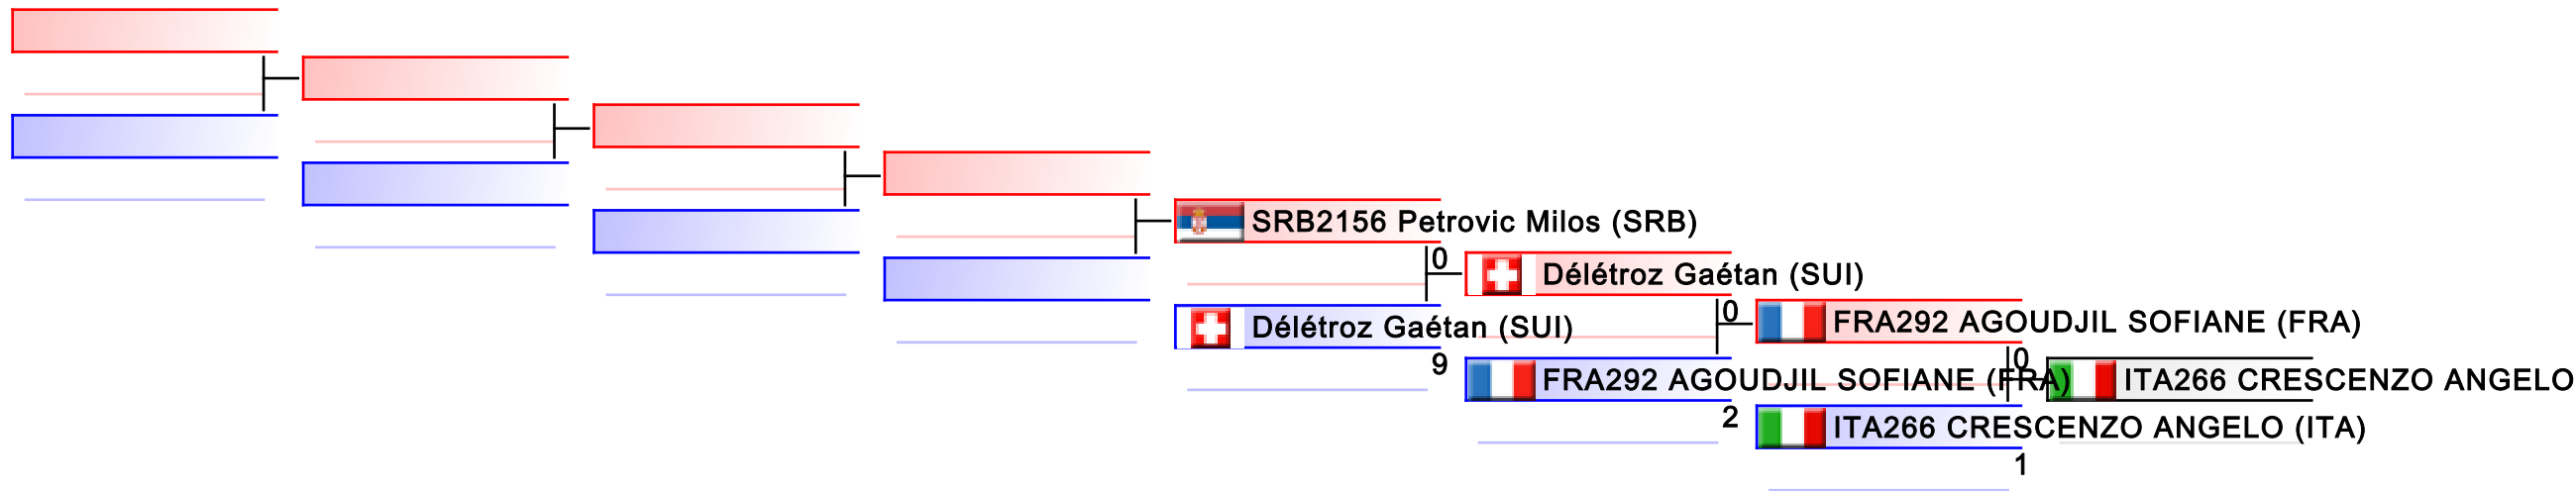 SRB2156 Petrovic Milos (SRB)
0
Délétroz Gaétan (SUI)
Délétroz Gaétan (SUI)
0
FRA292 AGOUDJIL SOFIANE (FRA)
9
FRA292 AGOUDJIL SOFIANE (FRA)
0
ITA266 CRESCENZO ANGELO
2
ITA266 CRESCENZO ANGELO (ITA)
1